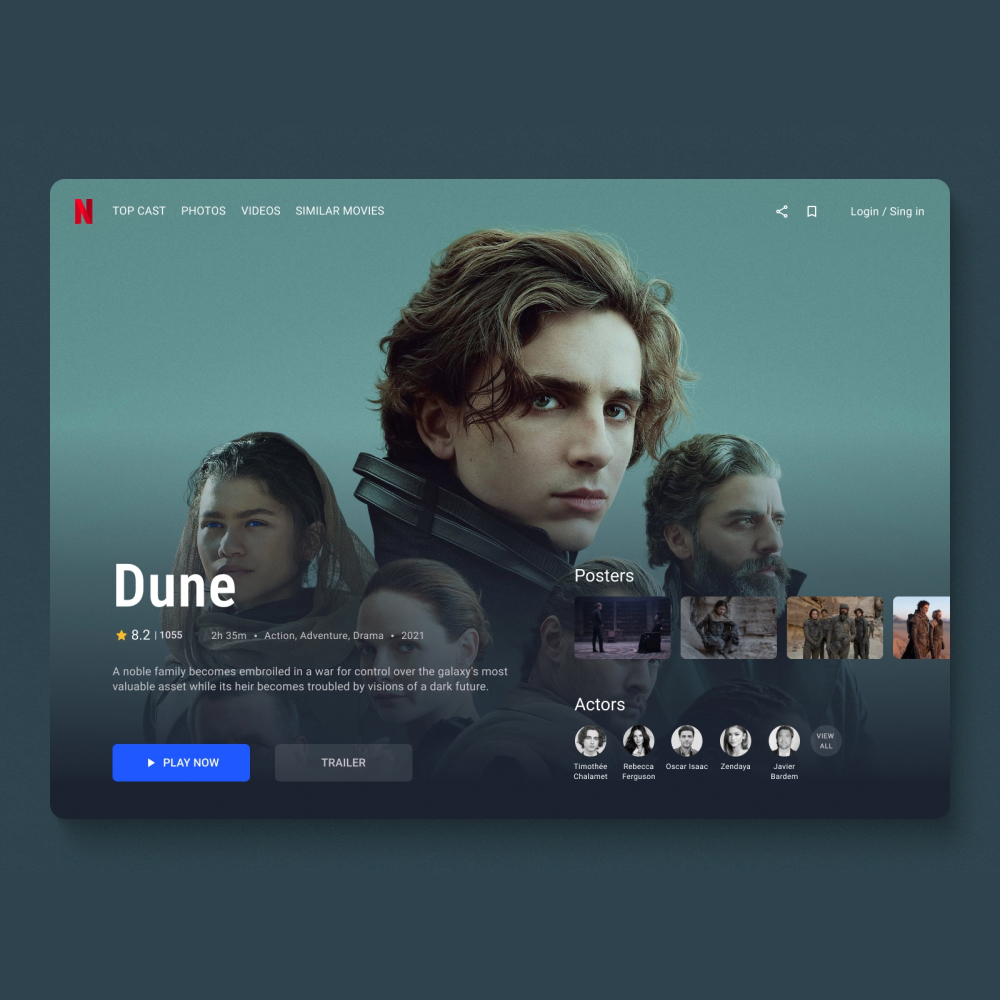 N
TOP CAST PHOTOS VIDEOS SIMILAR MOVIES
Login / Sing in
Dune
8.2 | 1055 2h 35m • Action, Adventure, Drama • 2021
A noble family becomes embroiled in a war for control over the galaxy's most
valuable asset while its heir becomes troubled by visions of a dark future.
PLAY NOW
TRAILER
Posters
Actors
Timothée
Chalamet
Rebecca
Ferguson
Oscar Isaac
Zendaya
Javier
Bardem
VIEW
ALL